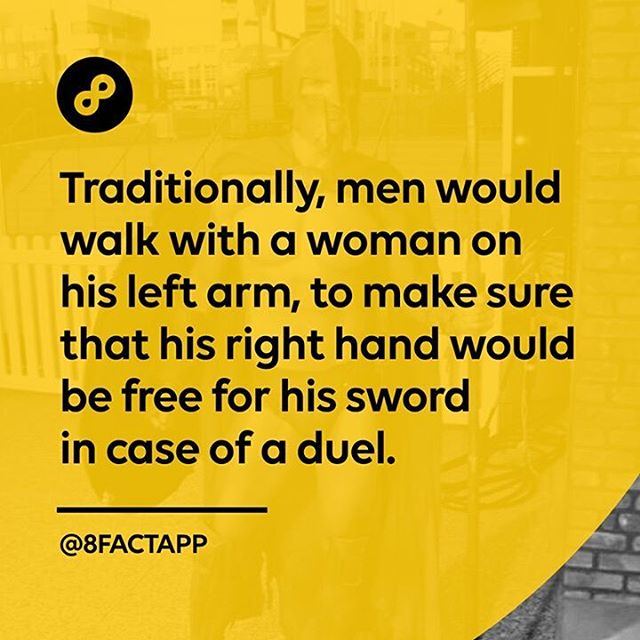 Traditionally, men would
walk with a woman on
his left arm, to make sure
that his right hand would
be free for his sword
in case of a duel.
@8FACTAPP